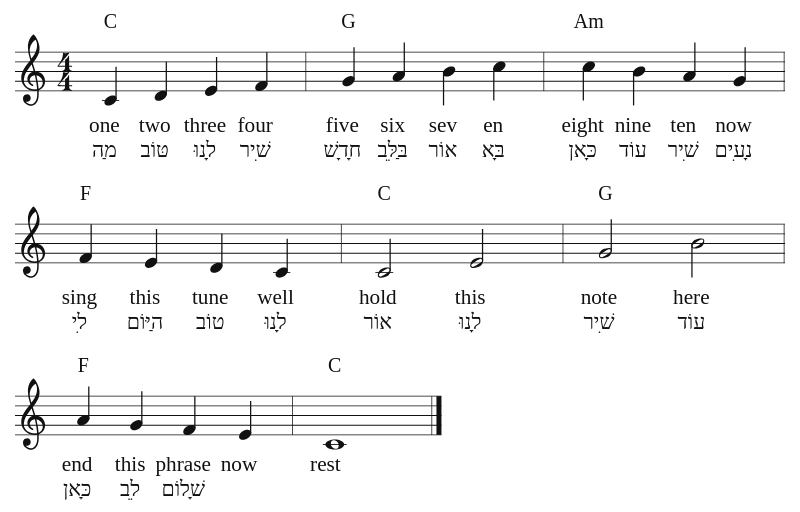 C G Am
4
4
one two three four five six sev en eight nine ten now
מַה טּוֹב לָנוּ שִׁיר חָדָשׁ בַּלֵּב אוֹר בָּא כָּאן עוֹד שִׁיר נָעִים
F C G
sing this tune well hold this note here
לִי הַיּוֹם טוֹב לָנוּ אוֹר לָנוּ שִׁיר עוֹד
F C
end this phrase now rest
כָּאן לֵב שָׁלוֹם